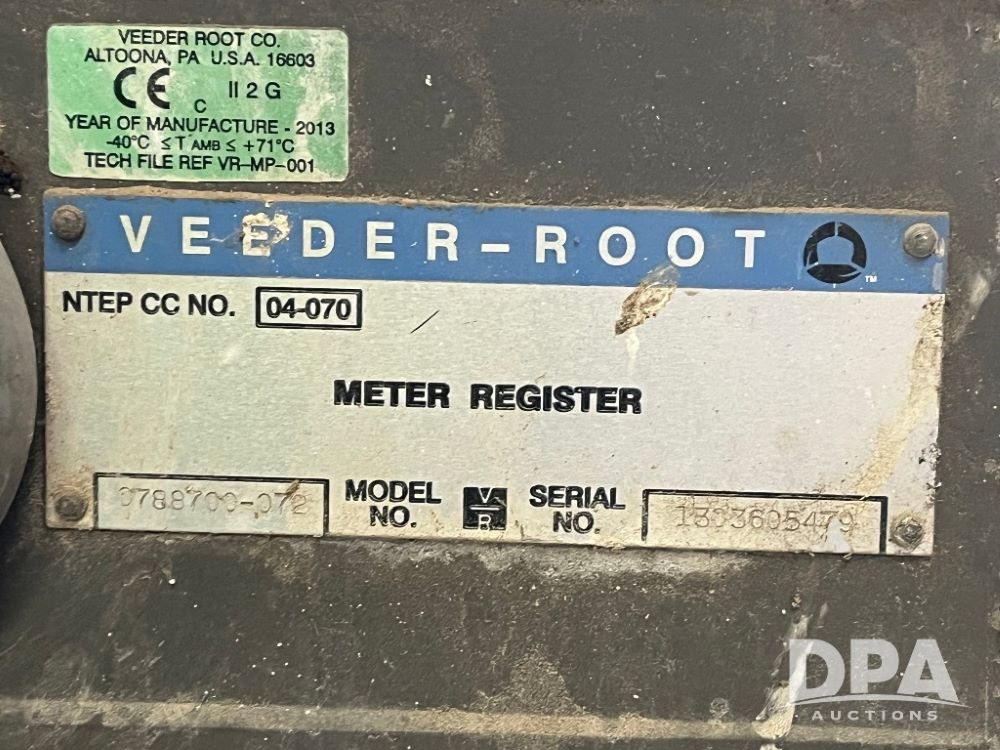 VEEDER ROOT CO.
ALTOONA, PA U.S.A. 16603
CE C II 2 G
YEAR OF MANUFACTURE - 2013
-40°C ≤ T AMB ≤ +71°C
TECH FILE REF VR-MP-001
VEEDER-ROOT ™
NTEP CC NO. 04-070
METER REGISTER
0788700-072 MODEL NO. V/R SERIAL NO. 1303605479
DPA
AUCTIONS